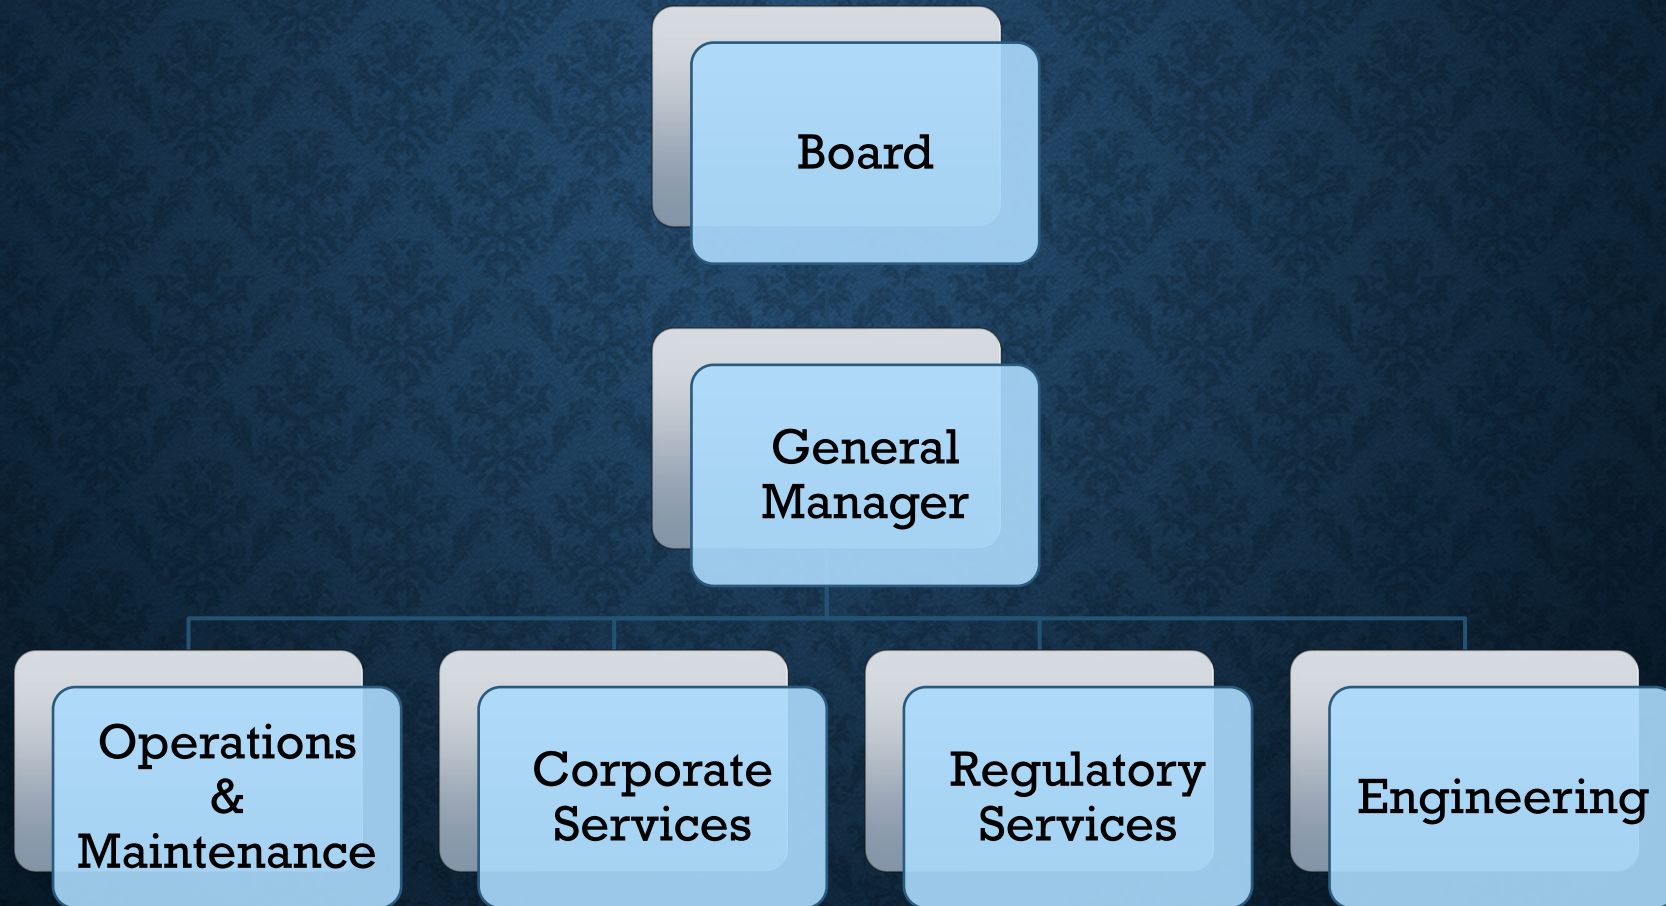 Board
General
Manager
Operations
&
Maintenance
Corporate
Services
Regulatory
Services
Engineering